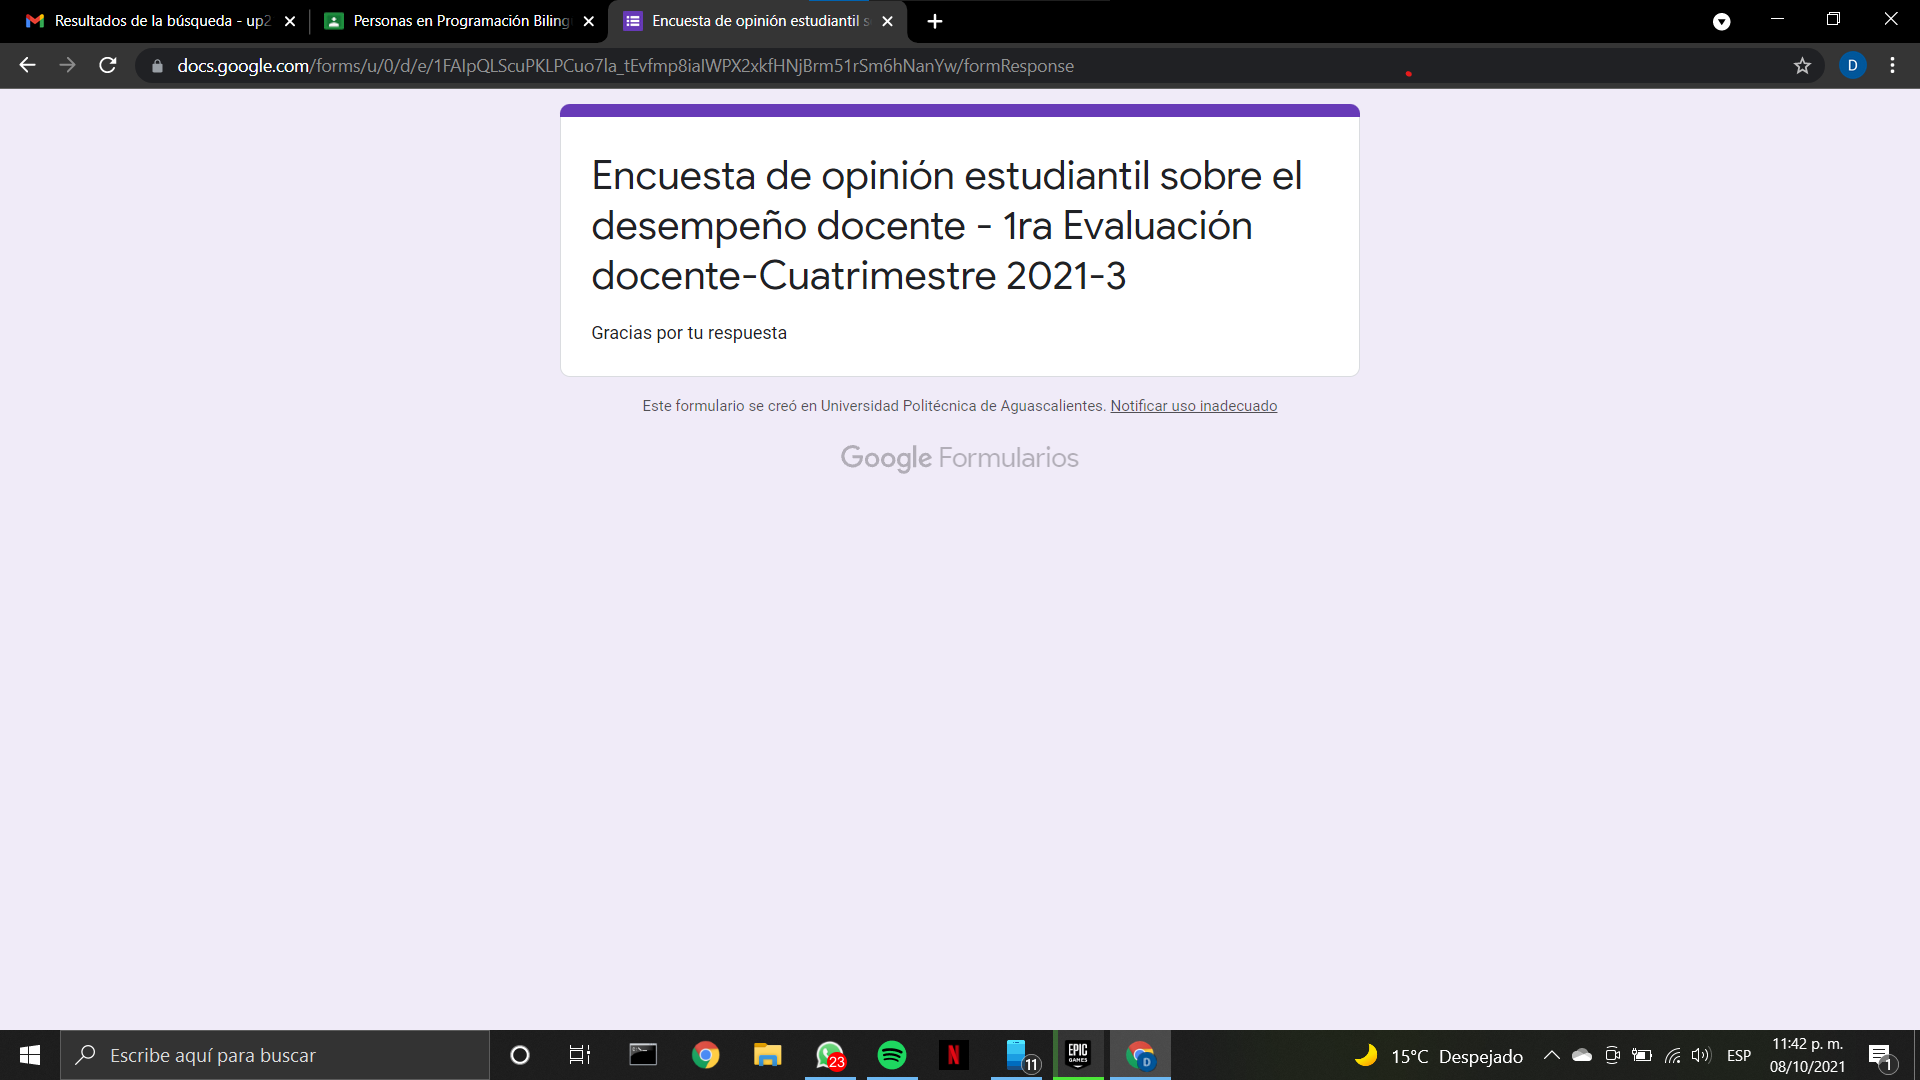 Resultados de la búsqueda - up2
Personas en Programación Biling
Encuesta de opinión estudiantil s
D
docs.google.com/forms/u/0/d/e/1FAIpQLScuPKLPCuo7la_tEvfmp8iaIWPX2xkfHNjBrm51rSm6hNanYw/formResponse
Encuesta de opinión estudiantil sobre el
desempeño docente - 1ra Evaluación
docente-Cuatrimestre 2021-3
Gracias por tu respuesta
Este formulario se creó en Universidad Politécnica de Aguascalientes. Notificar uso inadecuado
Google Formularios
Escribe aquí para buscar
23
N
11
EPIC
GAMES
D
15°C Despejado
ESP
11:42 p. m.
08/10/2021
1